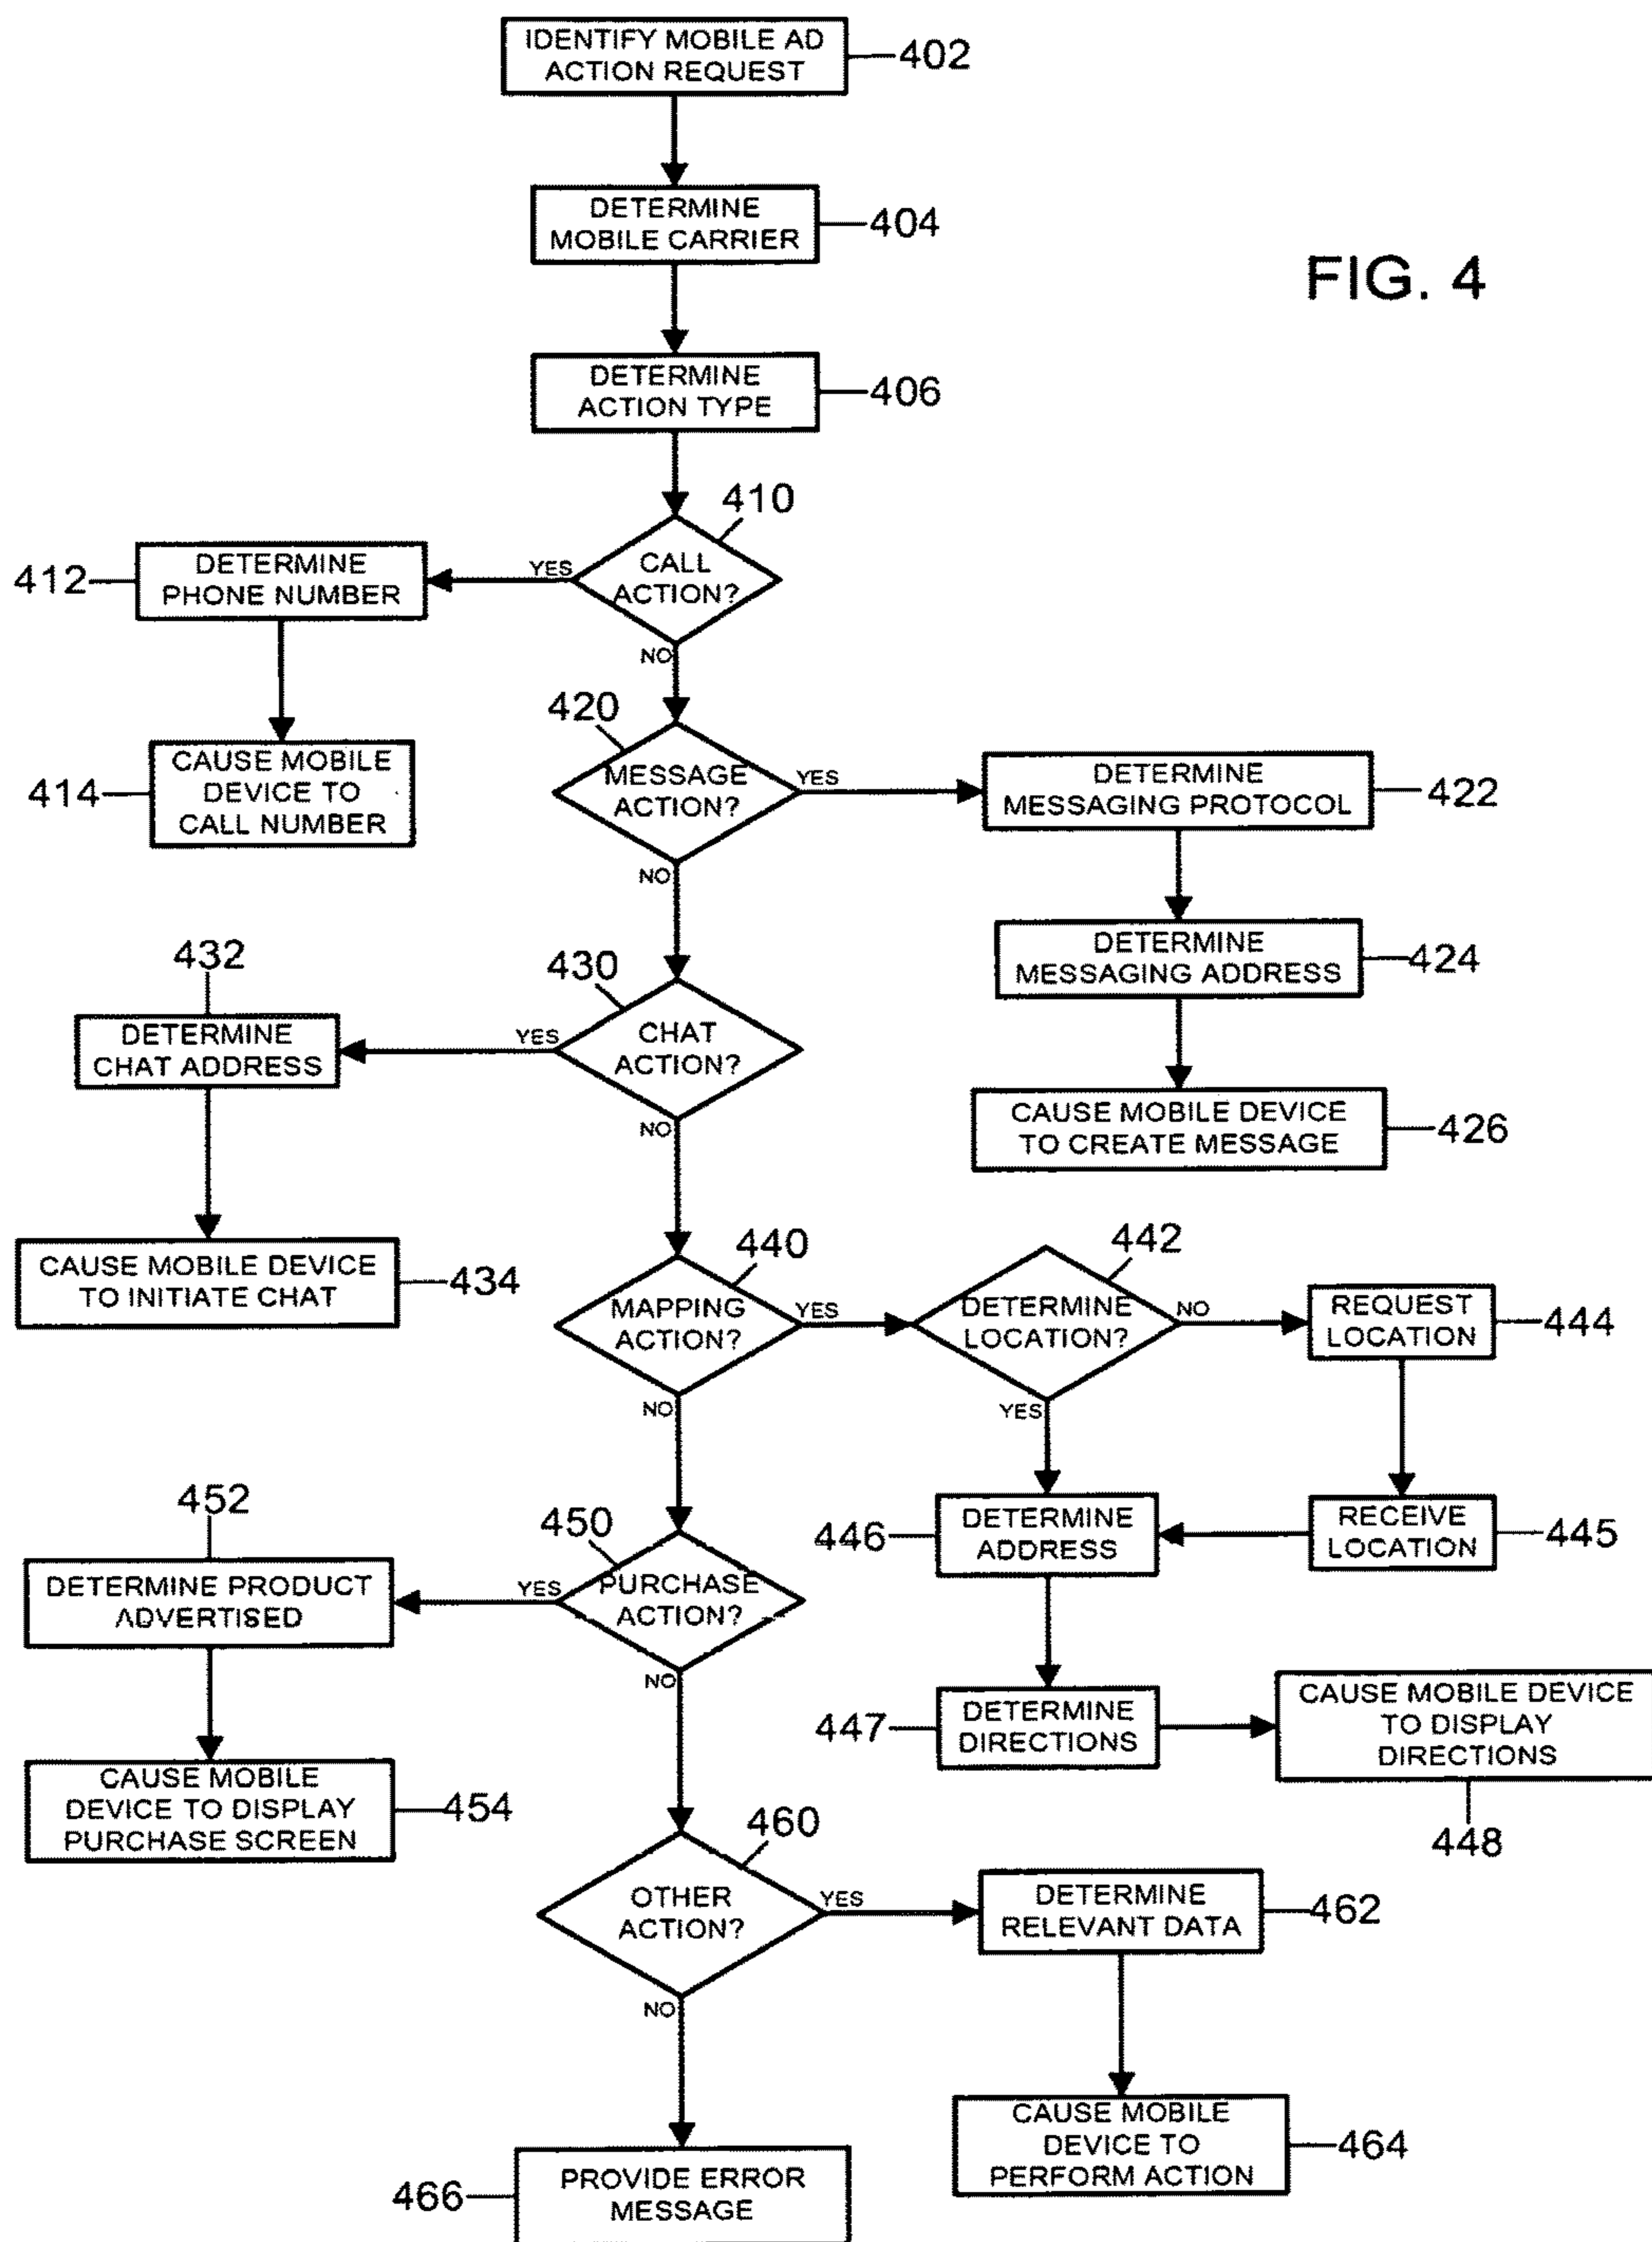 IDENTIFY MOBILE AD
ACTION REQUEST
402
DETERMINE
MOBILE CARRIER
404
FIG. 4
DETERMINE
ACTION TYPE
406
410
CALL
ACTION?
YES
NO
412
DETERMINE
PHONE NUMBER
414
CAUSE MOBILE
DEVICE TO
CALL NUMBER
420
MESSAGE
ACTION?
YES
NO
DETERMINE
MESSAGING PROTOCOL
422
DETERMINE
MESSAGING ADDRESS
424
CAUSE MOBILE DEVICE
TO CREATE MESSAGE
426
430
CHAT
ACTION?
YES
NO
432
DETERMINE
CHAT ADDRESS
CAUSE MOBILE DEVICE
TO INITIATE CHAT
434
440
MAPPING
ACTION?
YES
NO
442
DETERMINE
LOCATION?
NO
YES
REQUEST
LOCATION
444
RECEIVE
LOCATION
445
446
DETERMINE
ADDRESS
447
DETERMINE
DIRECTIONS
CAUSE MOBILE DEVICE
TO DISPLAY
DIRECTIONS
448
450
PURCHASE
ACTION?
YES
NO
452
DETERMINE PRODUCT
ADVERTISED
CAUSE MOBILE
DEVICE TO DISPLAY
PURCHASE SCREEN
454
460
OTHER
ACTION?
YES
NO
DETERMINE
RELEVANT DATA
462
CAUSE MOBILE
DEVICE TO
PERFORM ACTION
464
466
PROVIDE ERROR
MESSAGE